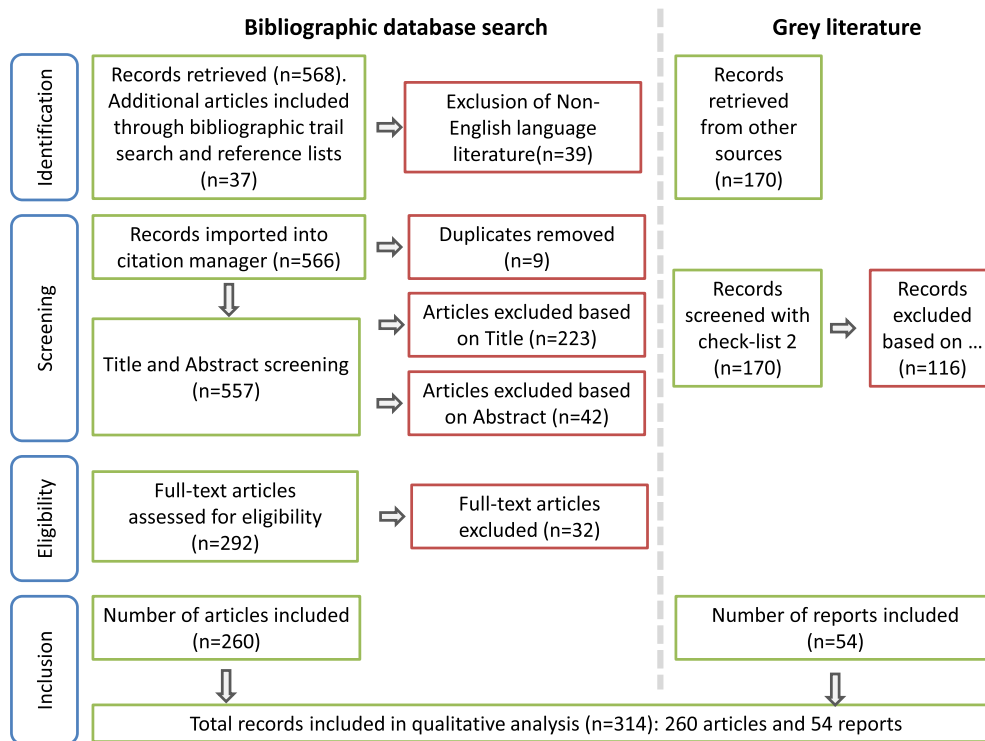 Bibliographic database search
Grey literature
Identification
Records retrieved (n=568).
Additional articles included
through bibliographic trail
search and reference lists
(n=37)
Exclusion of Non-
English language
literature(n=39)
Records
retrieved
from other
sources
(n=170)
Screening
Records imported into
citation manager (n=566)
Duplicates removed
(n=9)
Title and Abstract screening
(n=557)
Articles excluded based
on Title (n=223)
Articles excluded based
on Abstract (n=42)
Records
screened with
check-list 2
(n=170)
Records
excluded
based on ...
(n=116)
Eligibility
Full-text articles
assessed for eligibility
(n=292)
Full-text articles
excluded (n=32)
Inclusion
Number of articles included
(n=260)
Number of reports included
(n=54)
Total records included in qualitative analysis (n=314): 260 articles and 54 reports